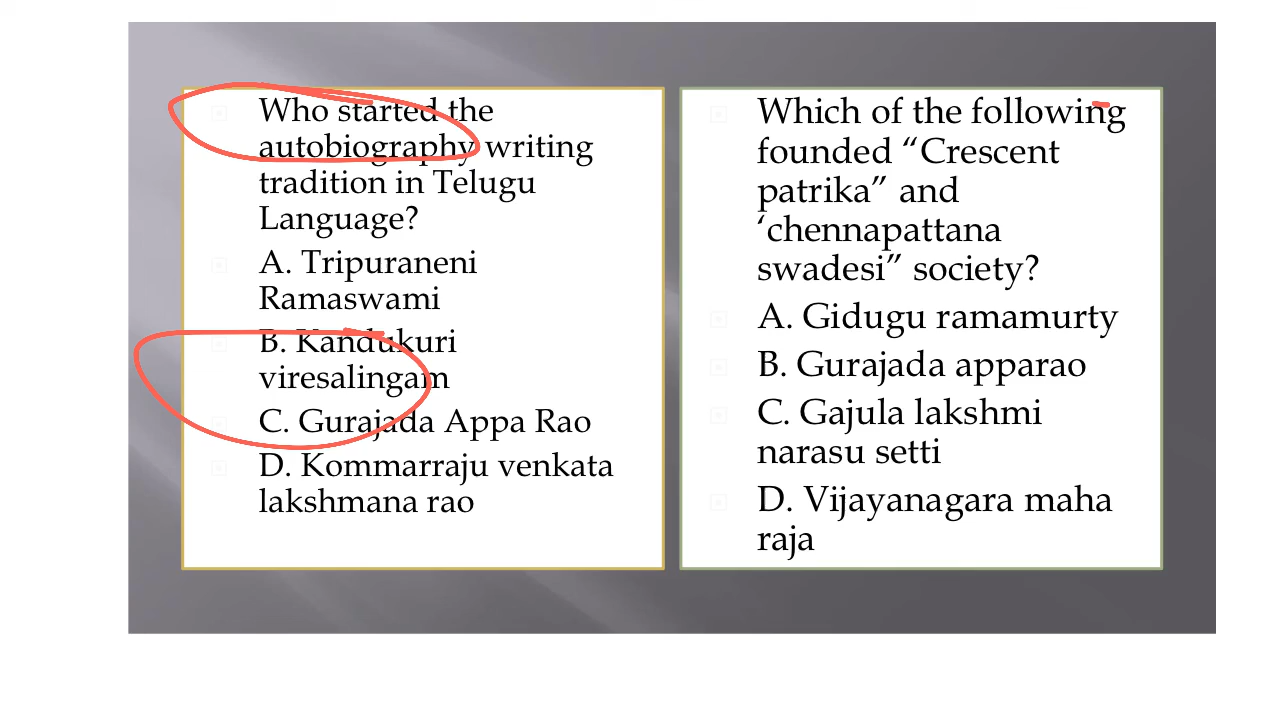 Who started the
autobiography writing
tradition in Telugu
Language?
A. Tripuraneni
Ramaswami
B. Kandukuri
viresalingam
C. Gurajada Appa Rao
D. Kommarraju venkata
lakshmana rao
Which of the following
founded “Crescent
patrika” and
‘chennapattana
swadesi” society?
A. Gidugu ramamurty
B. Gurajada apparao
C. Gajula lakshmi
narasu setti
D. Vijayanagara maha
raja